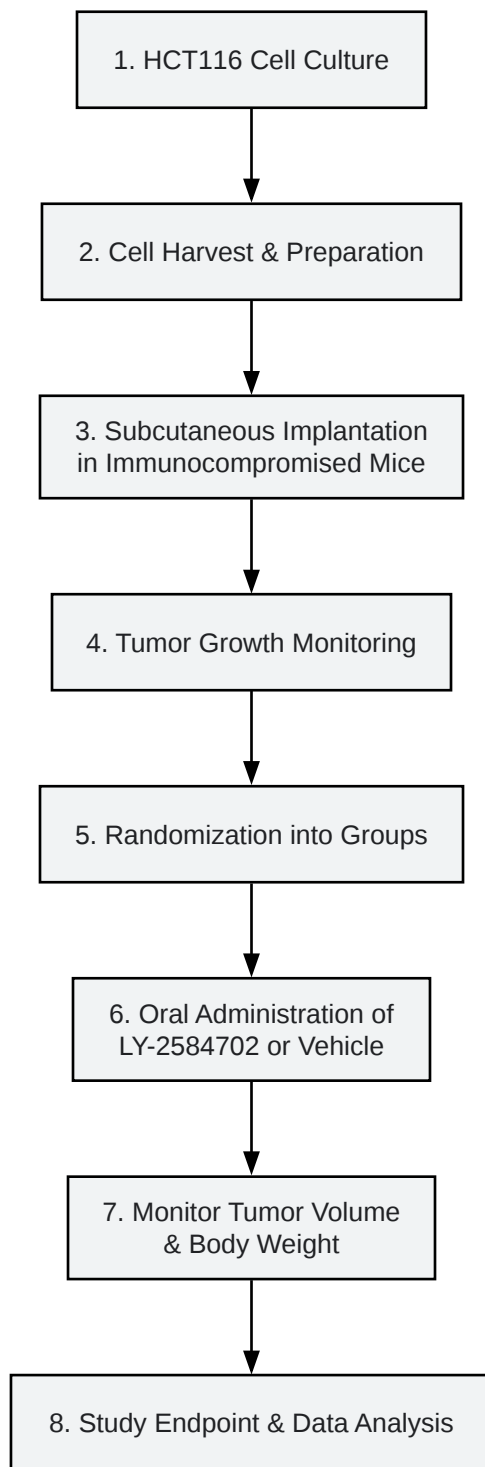 1. HCT116 Cell Culture
2. Cell Harvest & Preparation
3. Subcutaneous Implantation
in Immunocompromised Mice
4. Tumor Growth Monitoring
5. Randomization into Groups
6. Oral Administration of
LY-2584702 or Vehicle
7. Monitor Tumor Volume
& Body Weight
8. Study Endpoint & Data Analysis